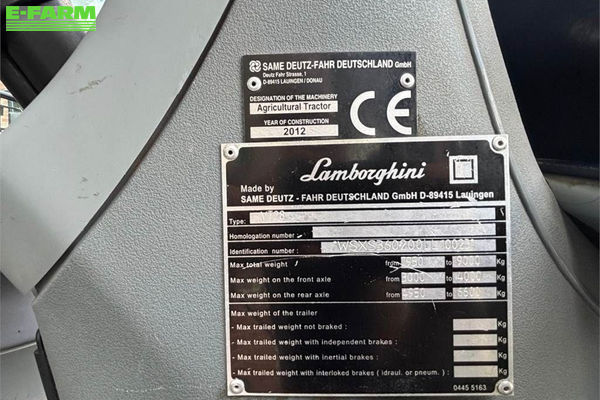 E-FARM
SAME DEUTZ-FAHR DEUTSCHLAND GmbH
Deutz Fahr Strasse, 1
D-89415 LAUINGEN / DONAU
DESIGNATION OF THE MACHINERY
Agricultural Tractor
YEAR OF CONSTRUCTION
2012
CE
Lamborghini
Made by
SAME DEUTZ - FAHR DEUTSCHLAND GmbH D-89415 Lauingen
Type:
Homologation number :
Identification number :
Max total weight from to Kg
Max weight on the front axle from to 4000 Kg
Max weight on the rear axle from to Kg
Max weight of the trailer
- Max trailed weight not braked : Kg
- Max trailed weight with independent brakes : Kg
- Max trailed weight with inertial brakes : Kg
- Max trailed weight with interloked brakes ( idraul. or pneum. ) : Kg
0445 5163